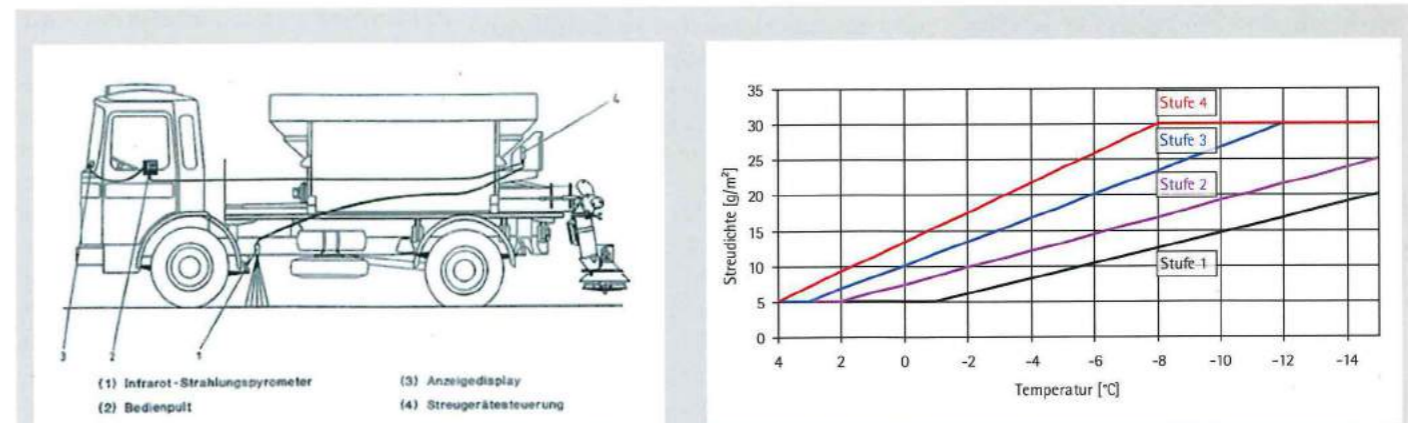 4
3
2
1
(1) Infrarot-Strahlungspyrometer
(2) Bedienpult
(3) Anzeigedisplay
(4) Streugerätesteuerung
35
30
25
20
15
10
5
0
Streudichte [g/m²]
Stufe 4
Stufe 3
Stufe 2
Stufe 1
4 2 0 -2 -4 -6 -8 -10 -12 -14
Temperatur [°C]